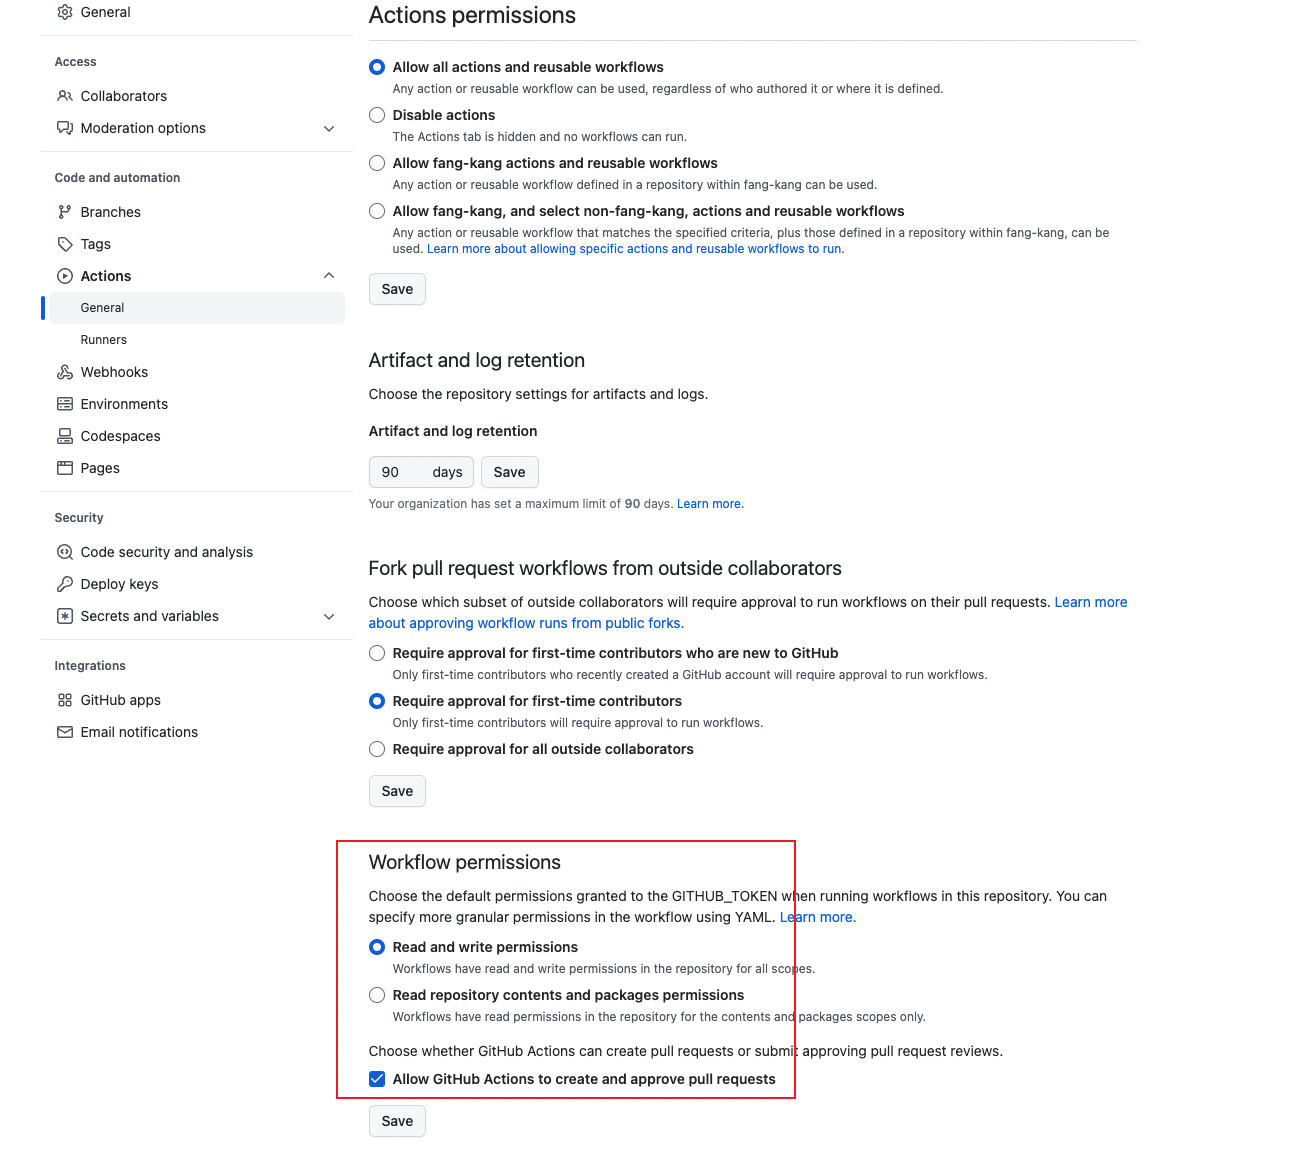 General
Access
Collaborators
Moderation options
Code and automation
Branches
Tags
Actions
General
Runners
Webhooks
Environments
Codespaces
Pages
Security
Code security and analysis
Deploy keys
Secrets and variables
Integrations
GitHub apps
Email notifications
Actions permissions
Allow all actions and reusable workflows
Any action or reusable workflow can be used, regardless of who authored it or where it is defined.
Disable actions
The Actions tab is hidden and no workflows can run.
Allow fang-kang actions and reusable workflows
Any action or reusable workflow defined in a repository within fang-kang can be used.
Allow fang-kang, and select non-fang-kang, actions and reusable workflows
Any action or reusable workflow that matches the specified criteria, plus those defined in a repository within fang-kang, can be
used. Learn more about allowing specific actions and reusable workflows to run.
Save
Artifact and log retention
Choose the repository settings for artifacts and logs.
Artifact and log retention
90 days Save
Your organization has set a maximum limit of 90 days. Learn more.
Fork pull request workflows from outside collaborators
Choose which subset of outside collaborators will require approval to run workflows on their pull requests. Learn more
about approving workflow runs from public forks.
Require approval for first-time contributors who are new to GitHub
Only first-time contributors who recently created a GitHub account will require approval to run workflows.
Require approval for first-time contributors
Only first-time contributors will require approval to run workflows.
Require approval for all outside collaborators
Save
Workflow permissions
Choose the default permissions granted to the GITHUB_TOKEN when running workflows in this repository. You can
specify more granular permissions in the workflow using YAML. Learn more.
Read and write permissions
Workflows have read and write permissions in the repository for all scopes.
Read repository contents and packages permissions
Workflows have read permissions in the repository for the contents and packages scopes only.
Choose whether GitHub Actions can create pull requests or submit approving pull request reviews.
Allow GitHub Actions to create and approve pull requests
Save